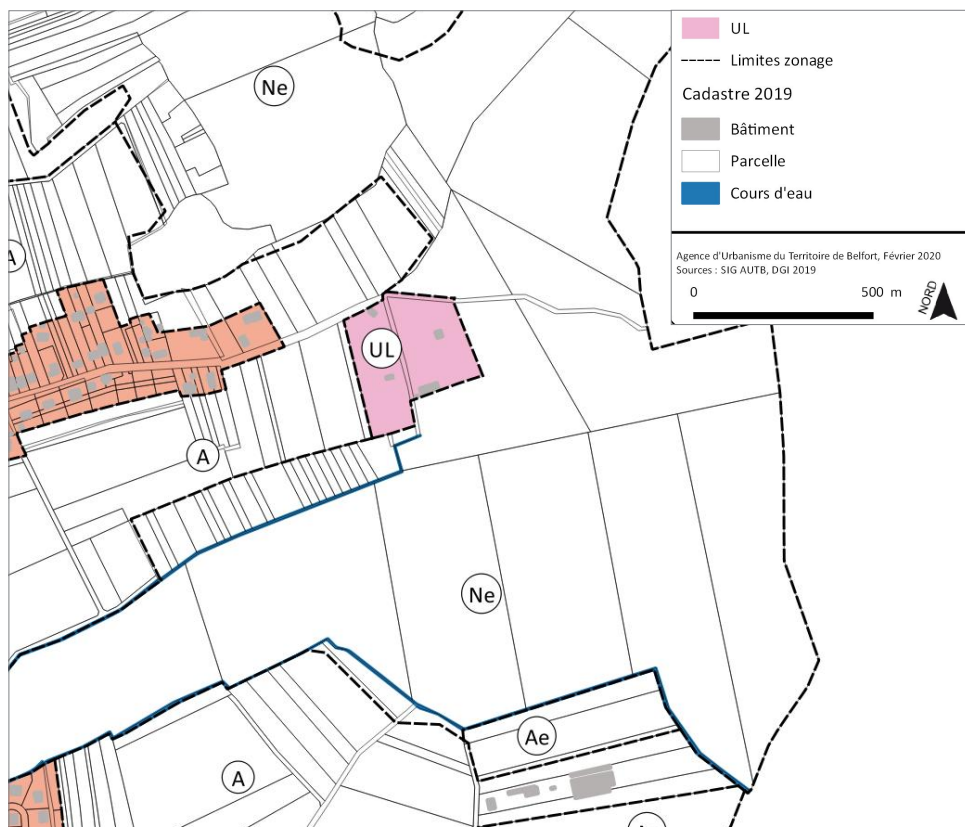 UL
Limites zonage
Cadastre 2019
Bâtiment
Parcelle
Cours d'eau
Agence d'Urbanisme du Territoire de Belfort, Février 2020
Sources : SIG AUTB, DGI 2019
0 500 m
NORD
Ne
A
UL
A
Ne
Ae
A